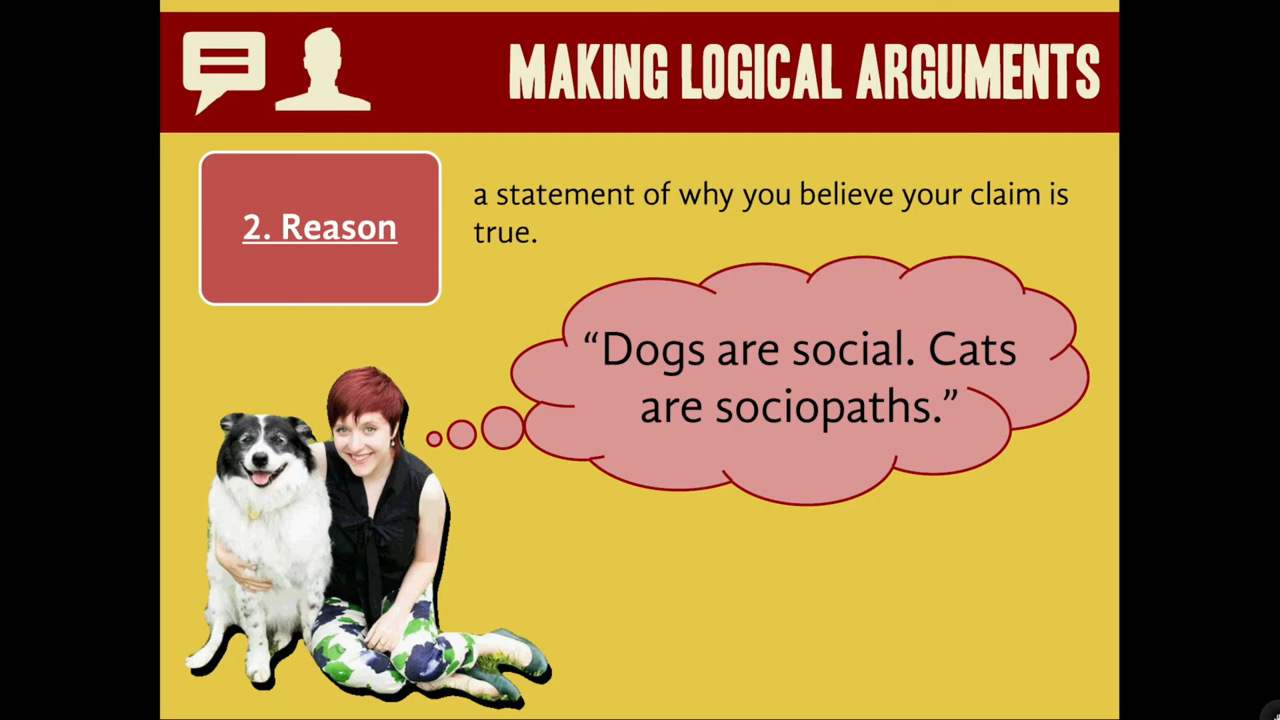 MAKING LOGICAL ARGUMENTS
2. Reason
a statement of why you believe your claim is
true.
“Dogs are social. Cats
are sociopaths.”